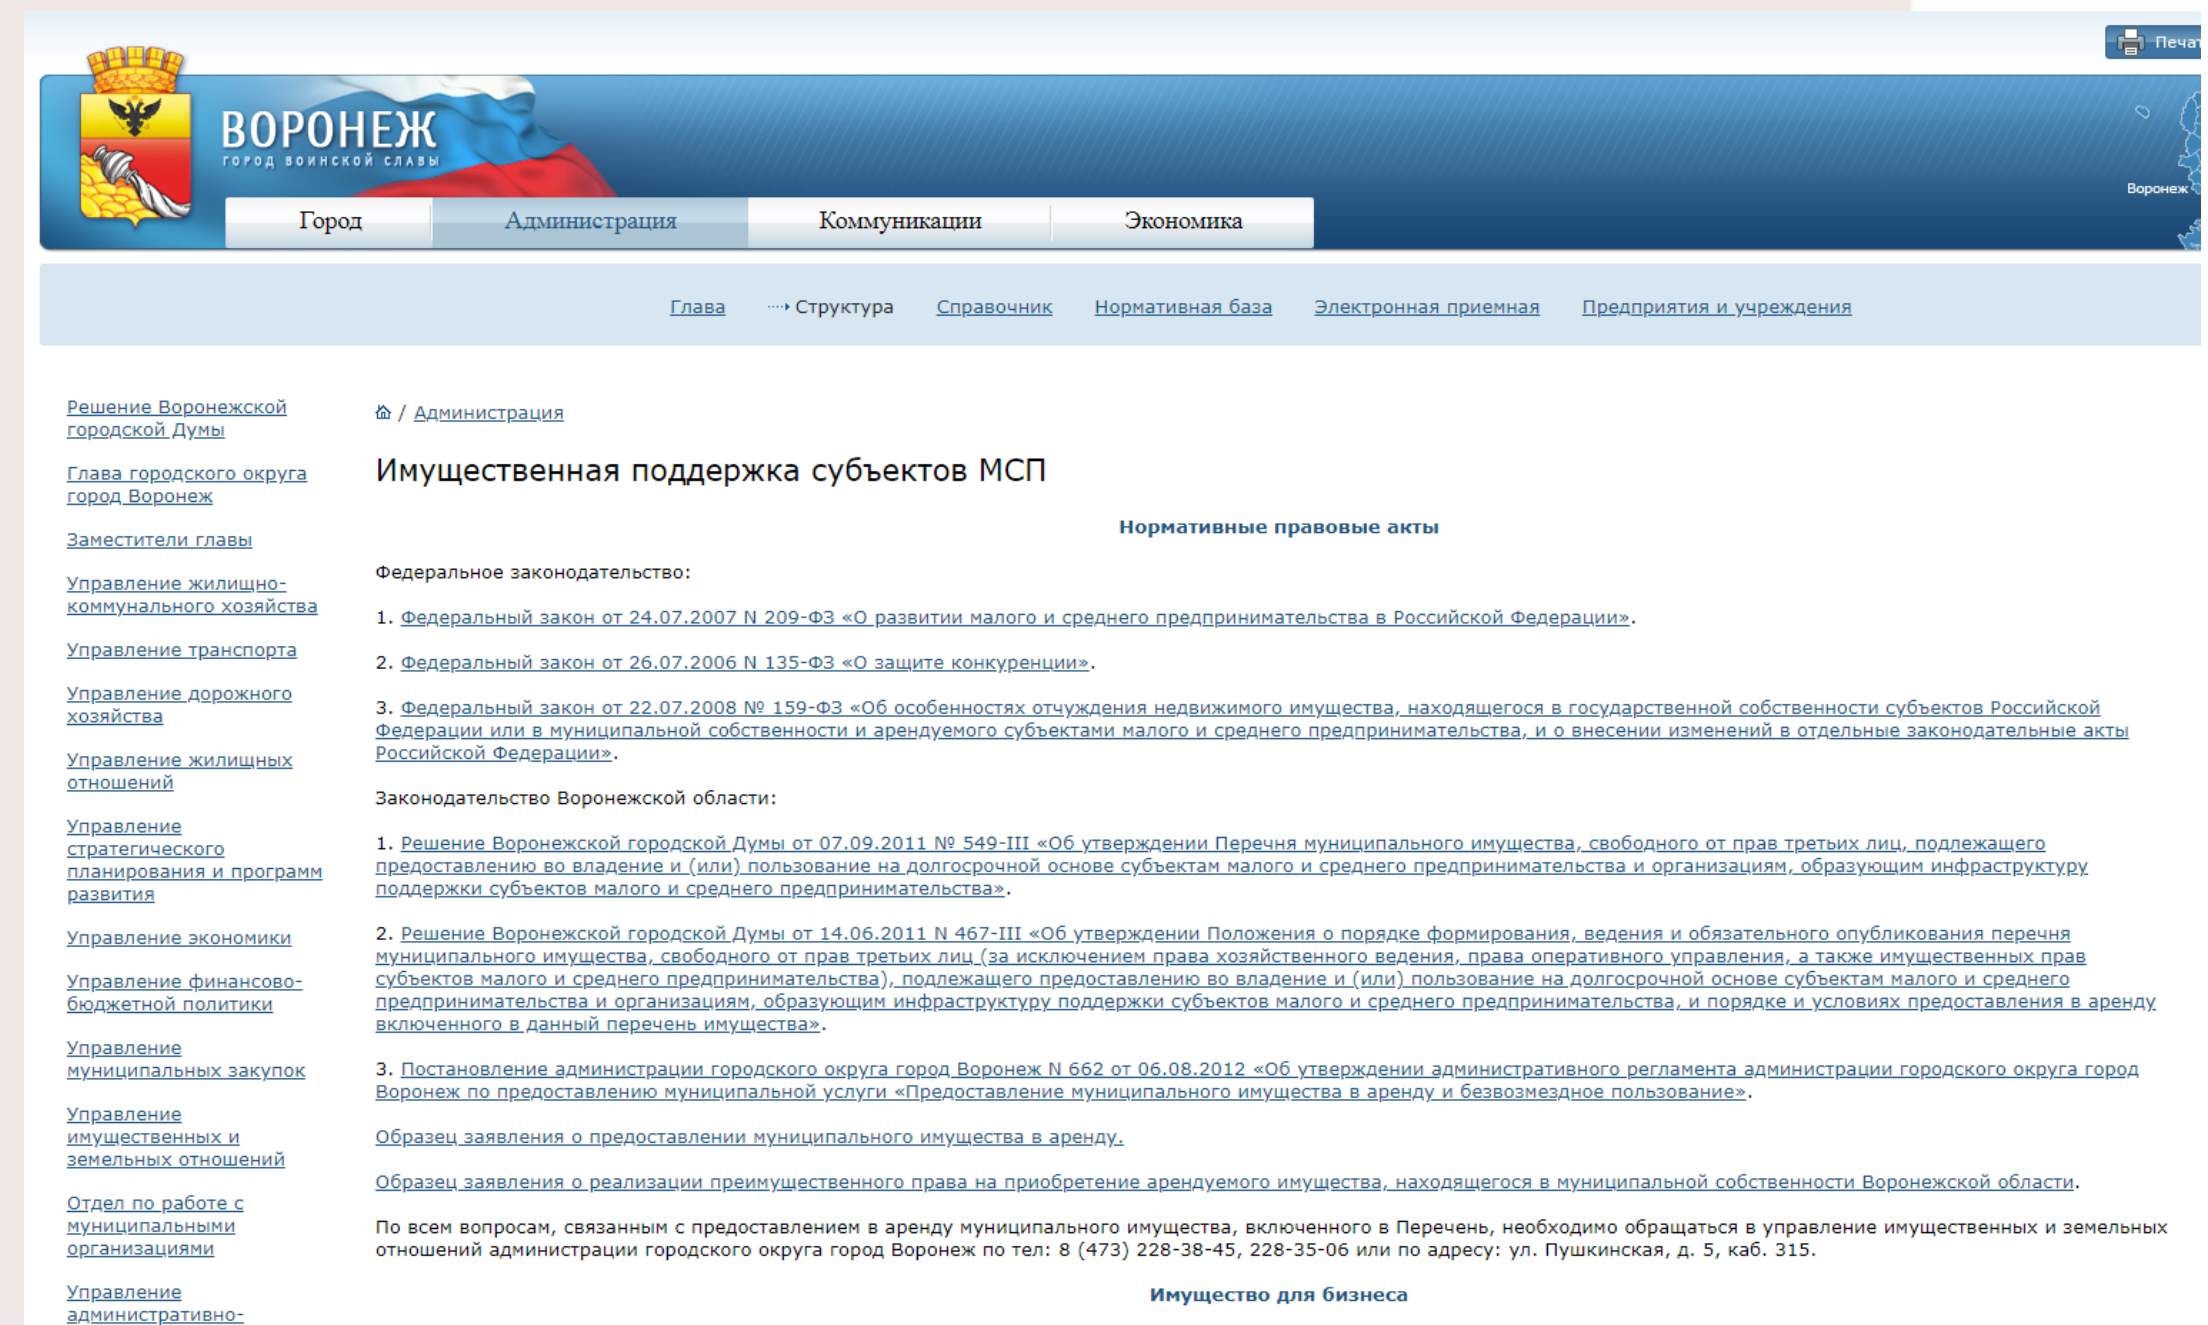 Печат
ВОРОНЕЖ
ГОРОД ВОИНСКОЙ СЛАВЫ
Воронеж
Город Администрация Коммуникации Экономика
Глава Структура Справочник Нормативная база Электронная приемная Предприятия и учреждения
Решение Воронежской
городской Думы
Глава городского округа
город Воронеж
Заместители главы
Управление жилищно-
коммунального хозяйства
Управление транспорта
Управление дорожного
хозяйства
Управление жилищных
отношений
Управление
стратегического
планирования и программ
развития
Управление экономики
Управление финансово-
бюджетной политики
Управление
муниципальных закупок
Управление
имущественных и
земельных отношений
Отдел по работе с
муниципальными
организациями
Управление
административно-
/ Администрация
Имущественная поддержка субъектов МСП
Нормативные правовые акты
Федеральное законодательство:
1. Федеральный закон от 24.07.2007 N 209-ФЗ «О развитии малого и среднего предпринимательства в Российской Федерации».
2. Федеральный закон от 26.07.2006 N 135-ФЗ «О защите конкуренции».
3. Федеральный закон от 22.07.2008 № 159-ФЗ «Об особенностях отчуждения недвижимого имущества, находящегося в государственной собственности субъектов Российской
Федерации или в муниципальной собственности и арендуемого субъектами малого и среднего предпринимательства, и о внесении изменений в отдельные законодательные акты
Российской Федерации».
Законодательство Воронежской области:
1. Решение Воронежской городской Думы от 07.09.2011 № 549-III «Об утверждении Перечня муниципального имущества, свободного от прав третьих лиц, подлежащего
предоставлению во владение и (или) пользование на долгосрочной основе субъектам малого и среднего предпринимательства и организациям, образующим инфраструктуру
поддержки субъектов малого и среднего предпринимательства».
2. Решение Воронежской городской Думы от 14.06.2011 N 467-III «Об утверждении Положения о порядке формирования, ведения и обязательного опубликования перечня
муниципального имущества, свободного от прав третьих лиц (за исключением права хозяйственного ведения, права оперативного управления, а также имущественных прав
субъектов малого и среднего предпринимательства), подлежащего предоставлению во владение и (или) пользование на долгосрочной основе субъектам малого и среднего
предпринимательства и организациям, образующим инфраструктуру поддержки субъектов малого и среднего предпринимательства, и порядке и условиях предоставления в аренду
включенного в данный перечень имущества».
3. Постановление администрации городского округа город Воронеж N 662 от 06.08.2012 «Об утверждении административного регламента администрации городского округа город
Воронеж по предоставлению муниципальной услуги «Предоставление муниципального имущества в аренду и безвозмездное пользование».
Образец заявления о предоставлении муниципального имущества в аренду.
Образец заявления о реализации преимущественного права на приобретение арендуемого имущества, находящегося в муниципальной собственности Воронежской области.
По всем вопросам, связанным с предоставлением в аренду муниципального имущества, включенного в Перечень, необходимо обращаться в управление имущественных и земельных
отношений администрации городского округа город Воронеж по тел: 8 (473) 228-38-45, 228-35-06 или по адресу: ул. Пушкинская, д. 5, каб. 315.
Имущество для бизнеса